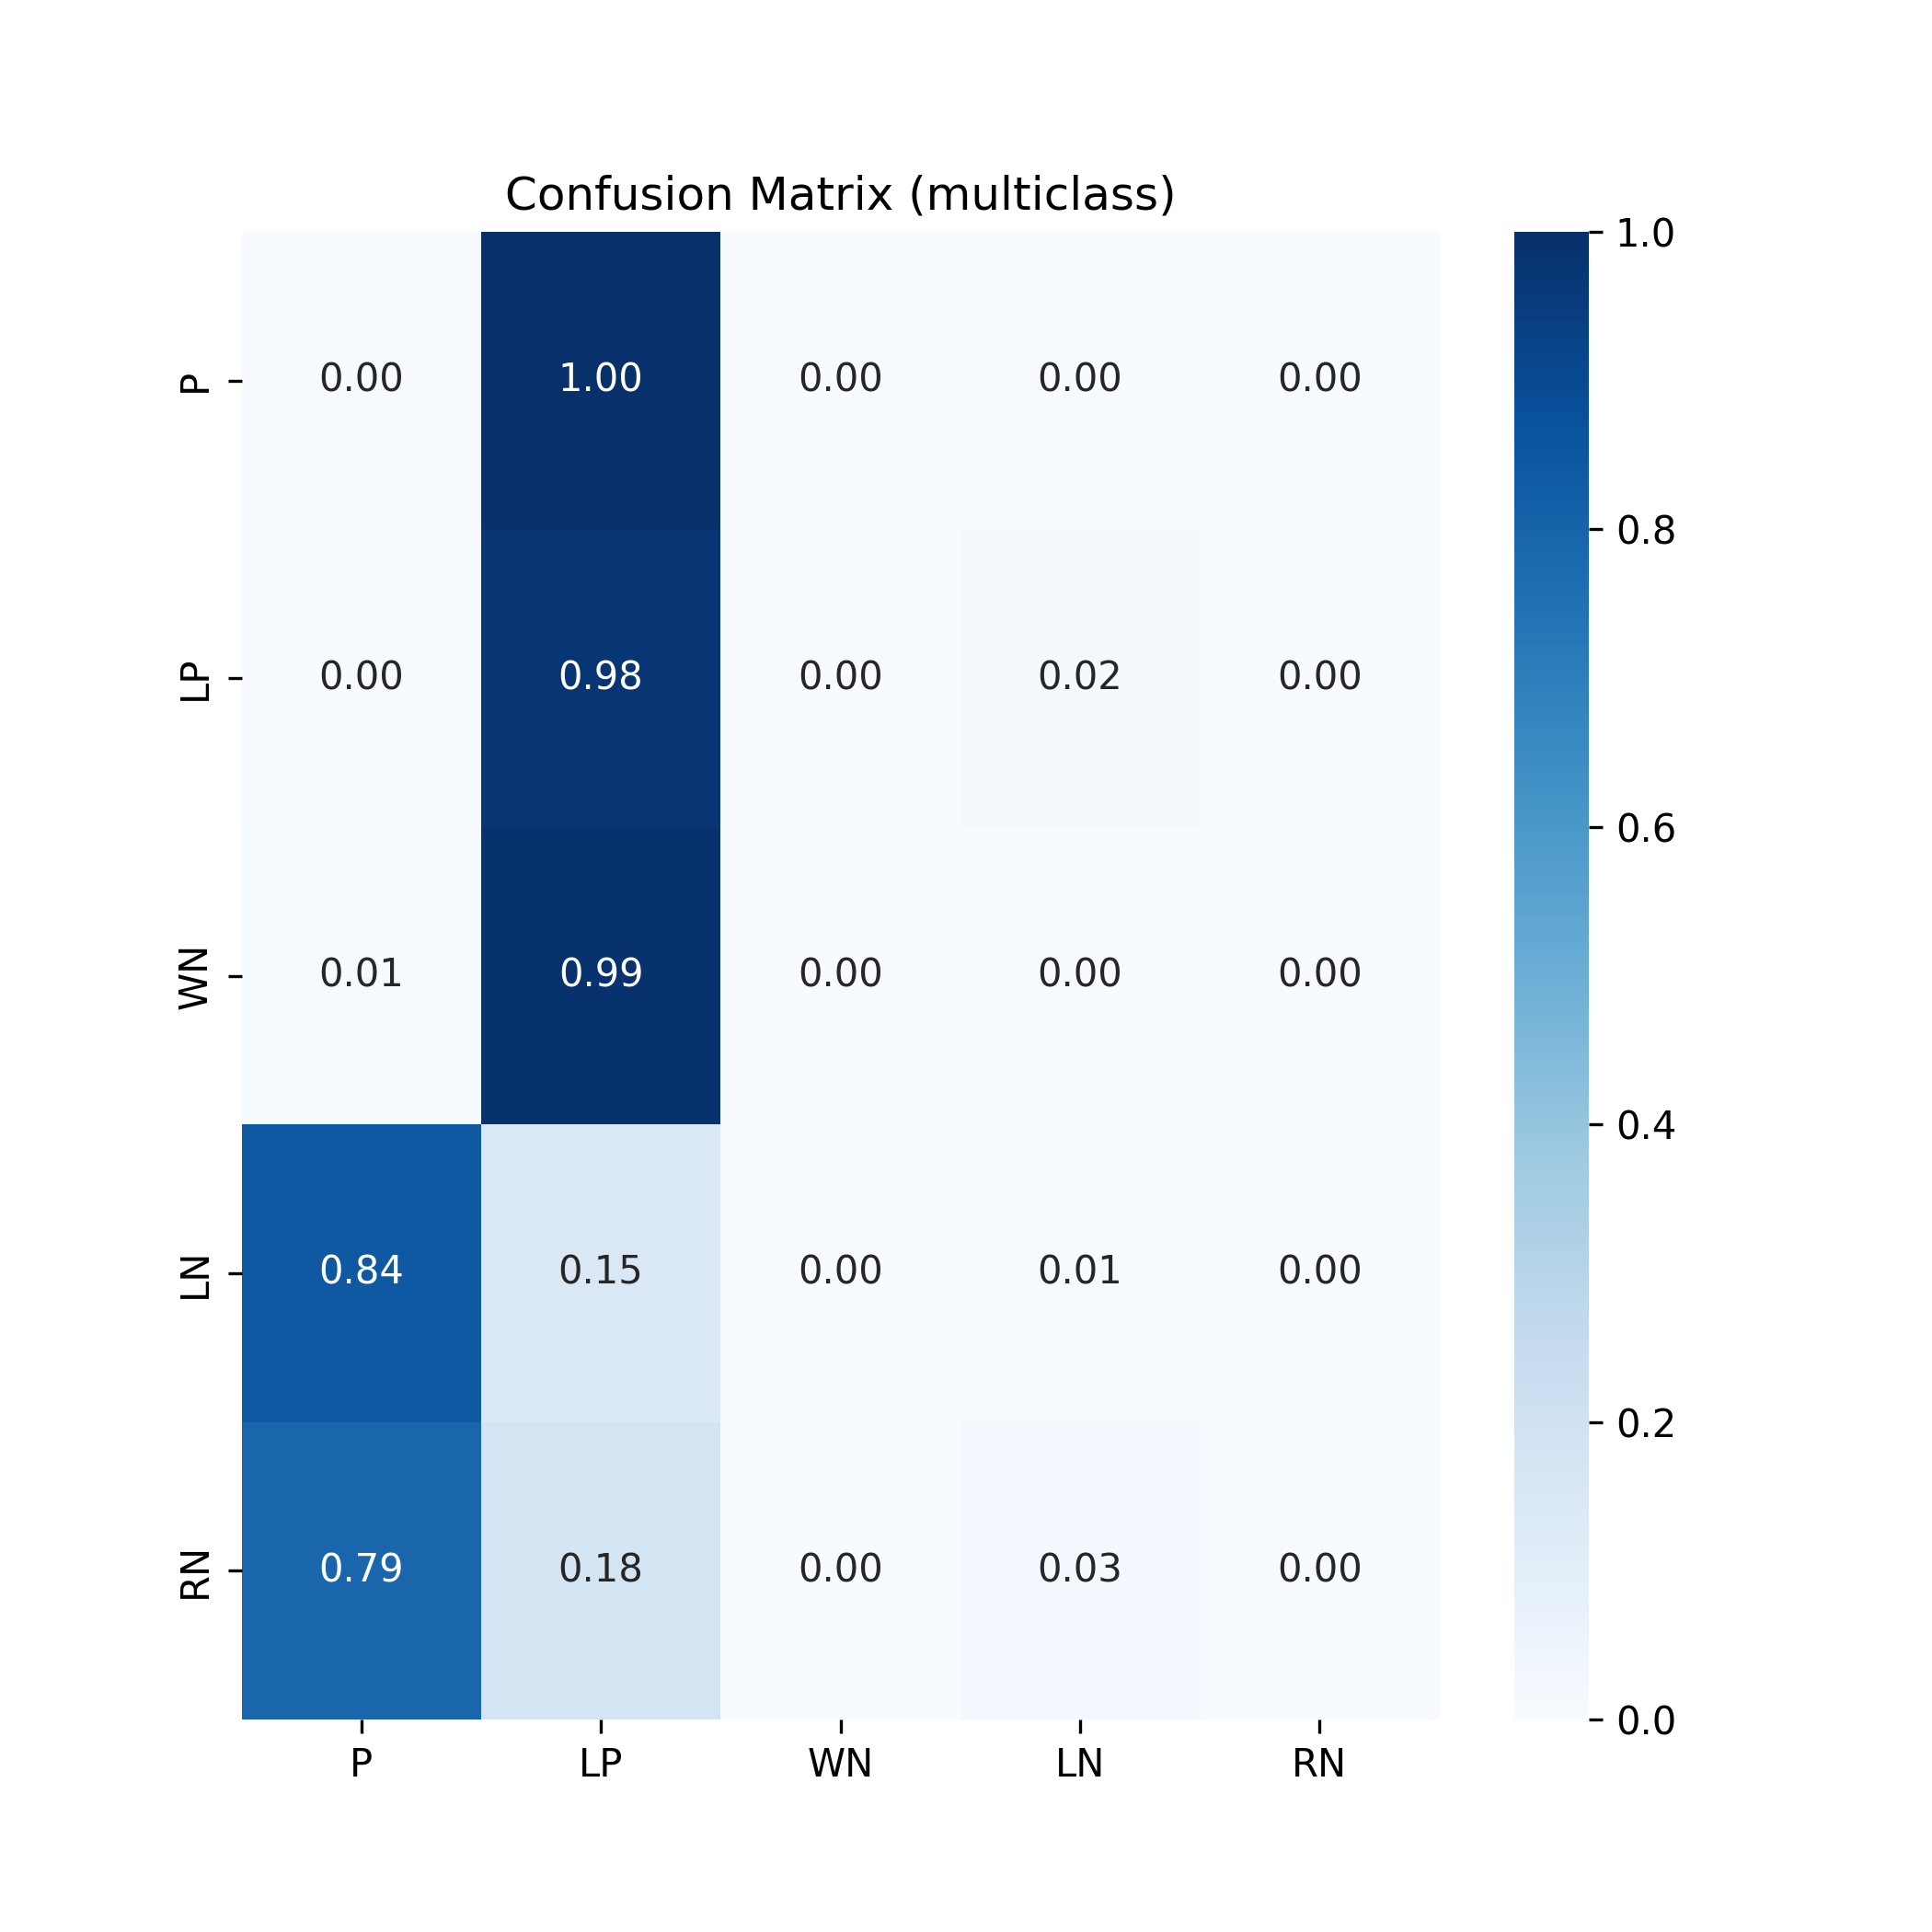 Confusion Matrix (multiclass)
P 0.00 1.00 0.00 0.00 0.00
LP 0.00 0.98 0.00 0.02 0.00
WN 0.01 0.99 0.00 0.00 0.00
LN 0.84 0.15 0.00 0.01 0.00
RN 0.79 0.18 0.00 0.03 0.00
P LP WN LN RN
1.0
0.8
0.6
0.4
0.2
0.0